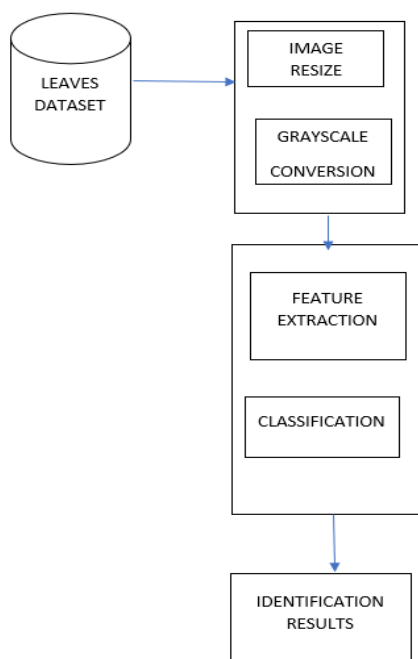 LEAVES
DATASET
IMAGE
RESIZE
GRAYSCALE
CONVERSION
FEATURE
EXTRACTION
CLASSIFICATION
IDENTIFICATION
RESULTS